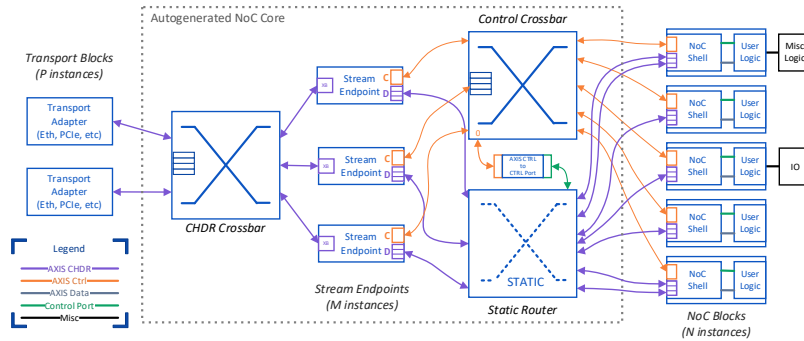 Autogenerated NoC Core
Control Crossbar
Transport Blocks
(P instances)
Transport
Adapter
(Eth, PCIe, etc)
Transport
Adapter
(Eth, PCIe, etc)
CHDR Crossbar
Stream
Endpoint
C
D
Stream
Endpoint
C
D
Stream
Endpoint
C
D
Stream Endpoints
(M instances)
0
AXIS CTRL
to
CTRL Port
STATIC
Static Router
NoC
Shell
User
Logic
Misc
Logic
NoC
Shell
User
Logic
NoC
Shell
User
Logic
IO
NoC
Shell
User
Logic
NoC
Shell
User
Logic
NoC Blocks
(N instances)
Legend
AXIS CHDR
AXIS Ctrl
AXIS Data
Control Port
Misc